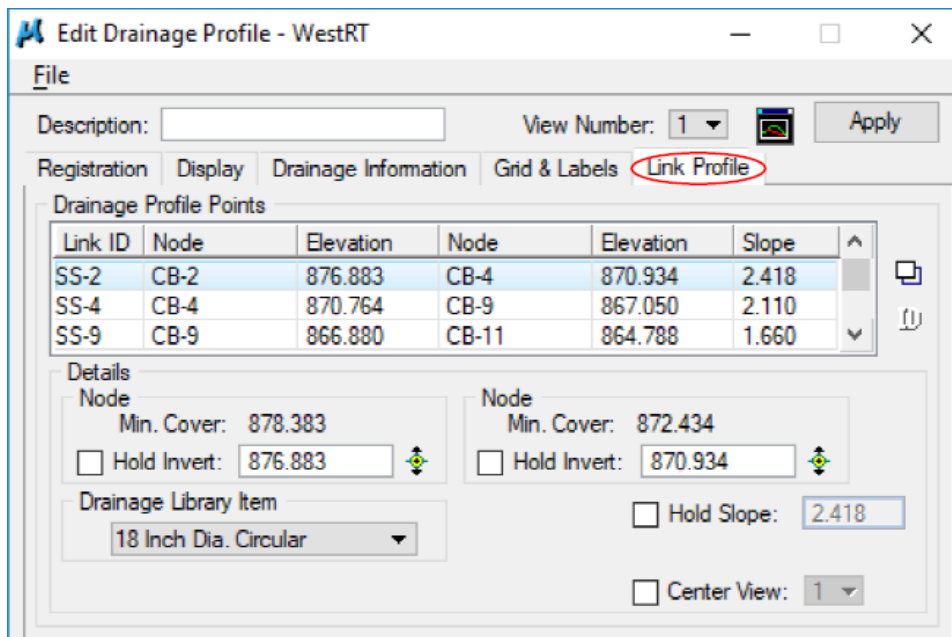 Edit Drainage Profile - WestRT
File
Description: View Number: 1 Apply
Registration Display Drainage Information Grid & Labels Link Profile
Drainage Profile Points
Link ID Node Elevation Node Elevation Slope
SS-2 CB-2 876.883 CB-4 870.934 2.418
SS-4 CB-4 870.764 CB-9 867.050 2.110
SS-9 CB-9 866.880 CB-11 864.788 1.660
Details
Node Node
Min. Cover: 878.383 Min. Cover: 872.434
Hold Invert: 876.883 Hold Invert: 870.934
Drainage Library Item
18 Inch Dia. Circular
Hold Slope: 2.418
Center View: 1